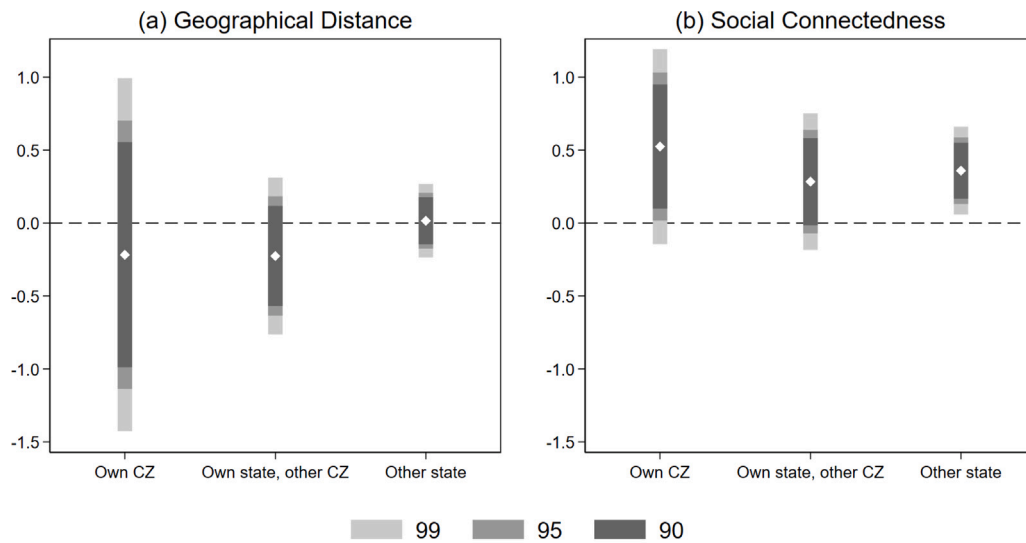 (a) Geographical Distance
1.0
0.5
0.0
-0.5
-1.0
-1.5
Own CZ
Own state, other CZ
Other state
(b) Social Connectedness
1.0
0.5
0.0
-0.5
-1.0
-1.5
Own CZ
Own state, other CZ
Other state
99
95
90